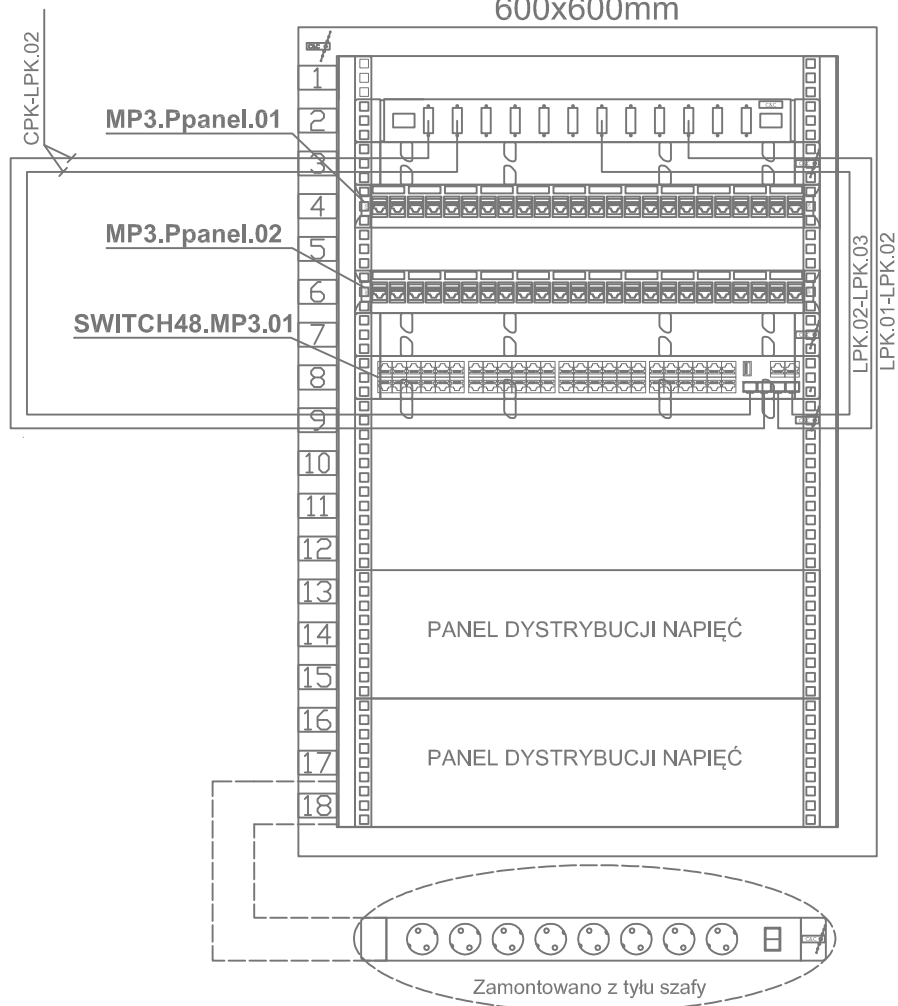 600x600mm
CPK-LPK.02
1
2
MP3.Ppanel.01
3
4
MP3.Ppanel.02
5
6
SWITCH48.MP3.01
7
8
9
LPK.02-LPK.03
LPK.01-LPK.02
10
11
12
13
14
PANEL DYSTRYBUCJI NAPIĘĆ
15
16
17
PANEL DYSTRYBUCJI NAPIĘĆ
18
Zamontowano z tyłu szafy